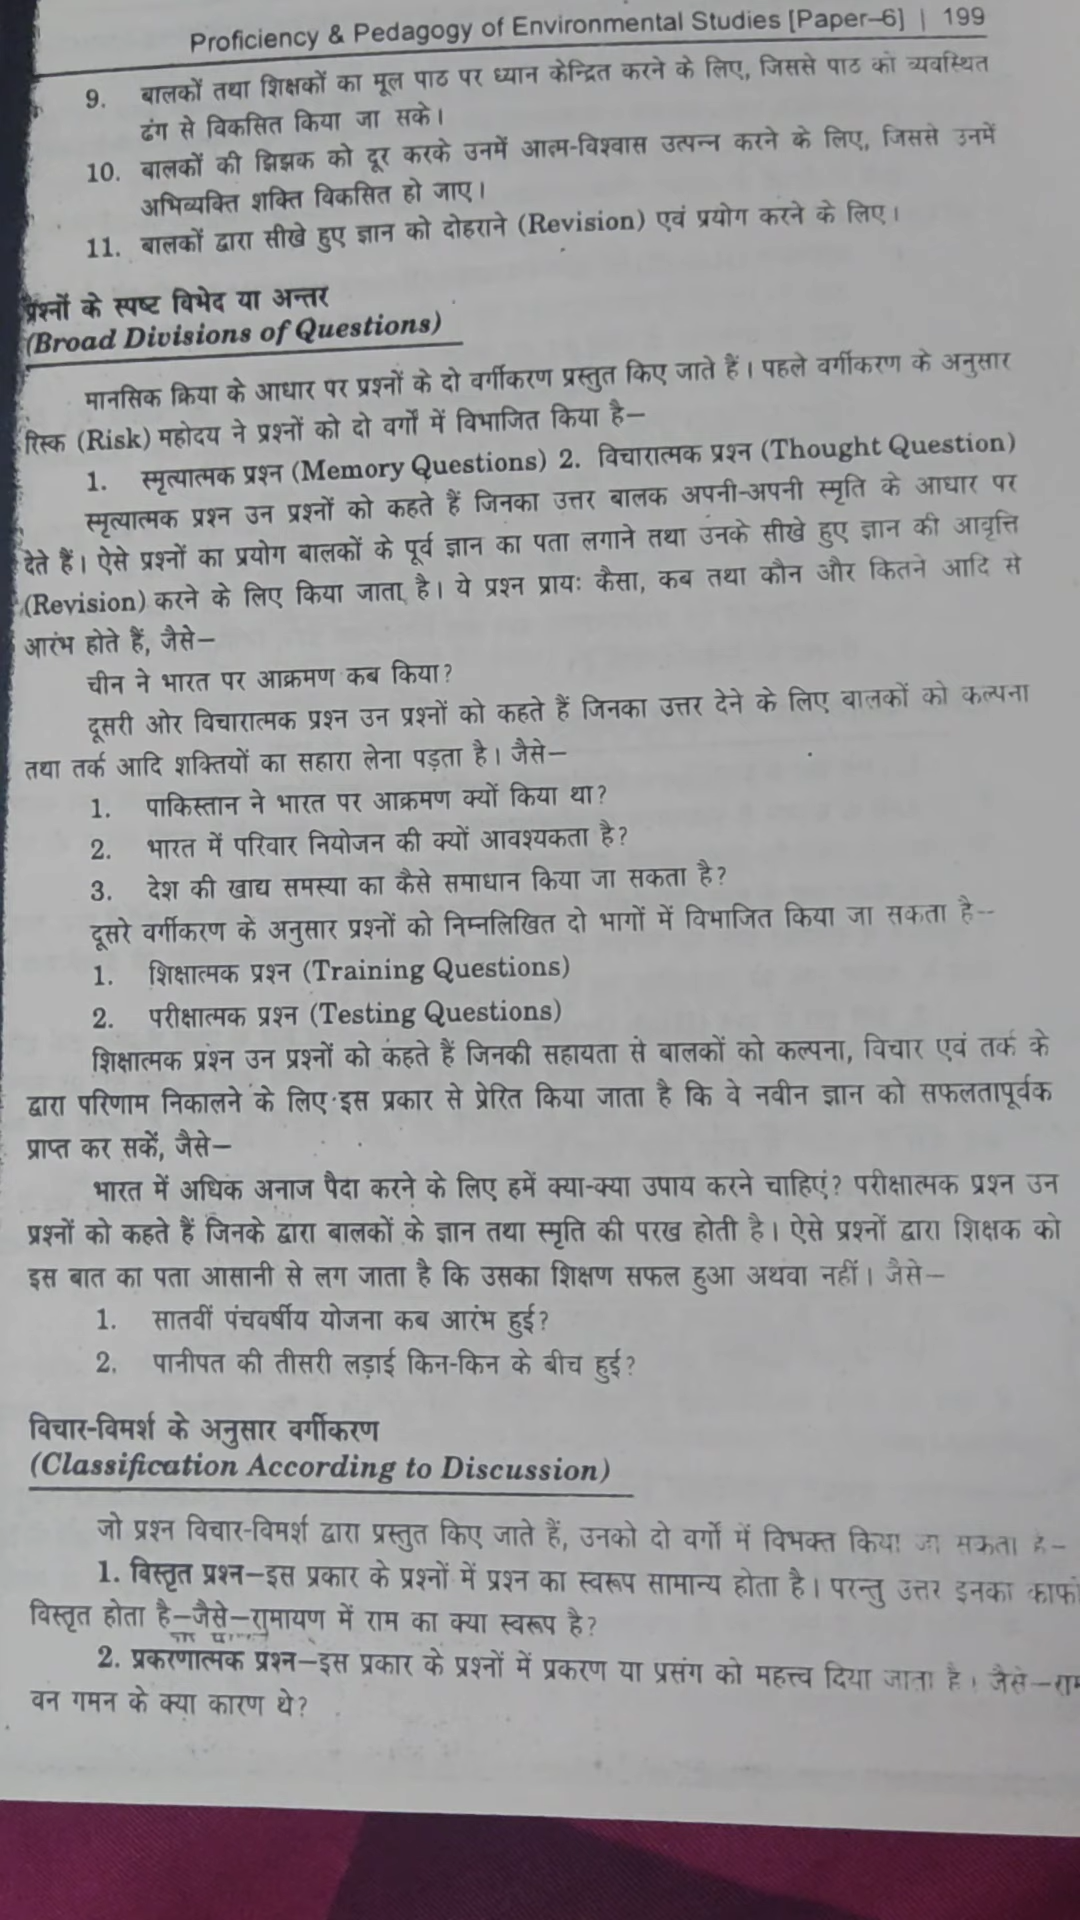 Proficiency & Pedagogy of Environmental Studies [Paper–6] | 199
9. बालकों तथा शिक्षकों का मूल पाठ पर ध्यान केन्द्रित करने के लिए, जिससे पाठ को व्यवस्थित
ढंग से विकसित किया जा सके।
10. बालकों की झिझक को दूर करके उनमें आत्म-विश्वास उत्पन्न करने के लिए, जिससे उनमें
अभिव्यक्ति शक्ति विकसित हो जाए।
11. बालकों द्वारा सीखे हुए ज्ञान को दोहराने (Revision) एवं प्रयोग करने के लिए।
प्रश्नों के स्पष्ट विभेद या अन्तर
(Broad Divisions of Questions)
मानसिक क्रिया के आधार पर प्रश्नों के दो वर्गीकरण प्रस्तुत किए जाते हैं। पहले वर्गीकरण के अनुसार
रिस्क (Risk) महोदय ने प्रश्नों को दो वर्गों में विभाजित किया है–
1. स्मृत्यात्मक प्रश्न (Memory Questions) 2. विचारात्मक प्रश्न (Thought Question)
स्मृत्यात्मक प्रश्न उन प्रश्नों को कहते हैं जिनका उत्तर बालक अपनी-अपनी स्मृति के आधार पर
देते हैं। ऐसे प्रश्नों का प्रयोग बालकों के पूर्व ज्ञान का पता लगाने तथा उनके सीखे हुए ज्ञान की आवृत्ति
(Revision) करने के लिए किया जाता है। ये प्रश्न प्रायः कैसा, कब तथा कौन और कितने आदि से
आरंभ होते हैं, जैसे–
चीन ने भारत पर आक्रमण कब किया?
दूसरी ओर विचारात्मक प्रश्न उन प्रश्नों को कहते हैं जिनका उत्तर देने के लिए बालकों को कल्पना
तथा तर्क आदि शक्तियों का सहारा लेना पड़ता है। जैसे–
1. पाकिस्तान ने भारत पर आक्रमण क्यों किया था?
2. भारत में परिवार नियोजन की क्यों आवश्यकता है?
3. देश की खाद्य समस्या का कैसे समाधान किया जा सकता है?
दूसरे वर्गीकरण के अनुसार प्रश्नों को निम्नलिखित दो भागों में विभाजित किया जा सकता है–
1. शिक्षात्मक प्रश्न (Training Questions)
2. परीक्षात्मक प्रश्न (Testing Questions)
शिक्षात्मक प्रश्न उन प्रश्नों को कहते हैं जिनकी सहायता से बालकों को कल्पना, विचार एवं तर्क के
द्वारा परिणाम निकालने के लिए इस प्रकार से प्रेरित किया जाता है कि वे नवीन ज्ञान को सफलतापूर्वक
प्राप्त कर सकें, जैसे–
भारत में अधिक अनाज पैदा करने के लिए हमें क्या-क्या उपाय करने चाहिएं? परीक्षात्मक प्रश्न उन
प्रश्नों को कहते हैं जिनके द्वारा बालकों के ज्ञान तथा स्मृति की परख होती है। ऐसे प्रश्नों द्वारा शिक्षक को
इस बात का पता आसानी से लग जाता है कि उसका शिक्षण सफल हुआ अथवा नहीं। जैसे–
1. सातवीं पंचवर्षीय योजना कब आरंभ हुई?
2. पानीपत की तीसरी लड़ाई किन-किन के बीच हुई?
विचार-विमर्श के अनुसार वर्गीकरण
(Classification According to Discussion)
जो प्रश्न विचार-विमर्श द्वारा प्रस्तुत किए जाते हैं, उनको दो वर्गों में विभक्त किया जा सकता है–
1. विस्तृत प्रश्न–इस प्रकार के प्रश्नों में प्रश्न का स्वरूप सामान्य होता है। परन्तु उत्तर इनका
विस्तृत होता है–जैसे–रामायण में राम का क्या स्वरूप है?
2. प्रकरणात्मक प्रश्न–इस प्रकार के प्रश्नों में प्रकरण या प्रसंग को महत्त्व दिया जाता है। जैसे–राम
वन गमन के क्या कारण थे?